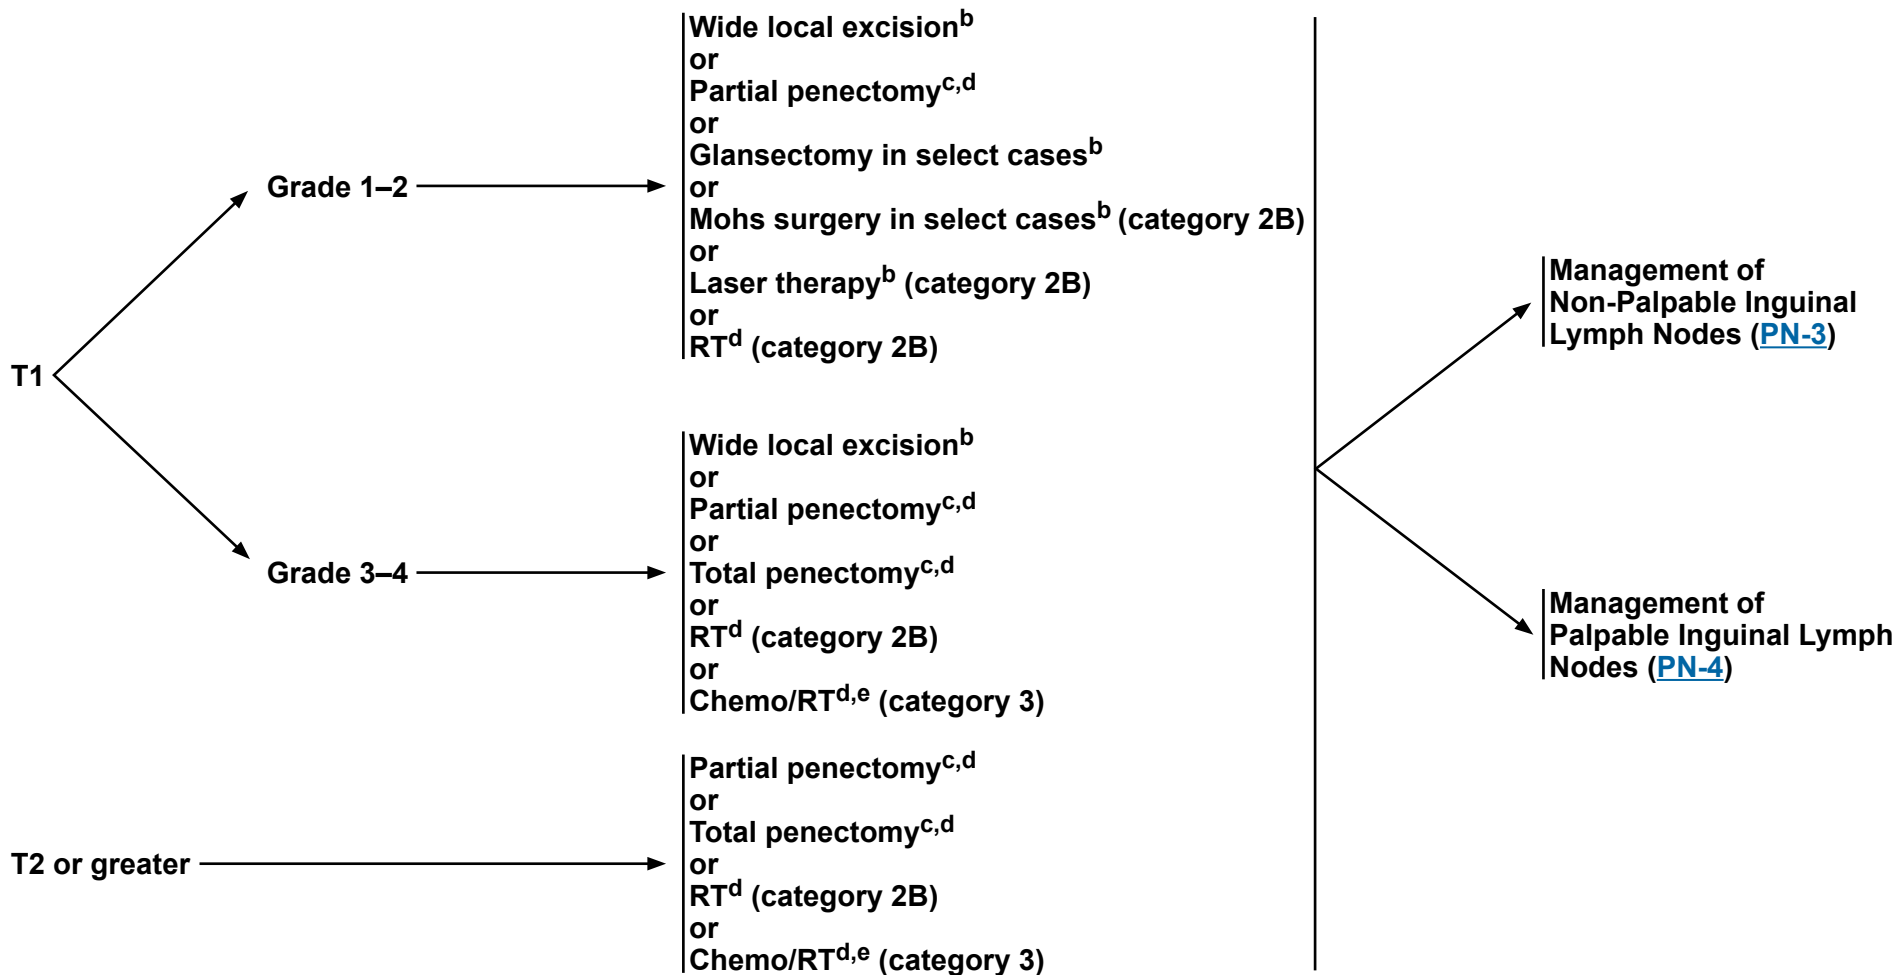 T1
Grade 1–2
Wide local excisionᵇ
or
Partial penectomyᶜ,ᵈ
or
Glansectomy in select casesᵇ
or
Mohs surgery in select casesᵇ (category 2B)
or
Laser therapyᵇ (category 2B)
or
RTᵈ (category 2B)
Grade 3–4
Wide local excisionᵇ
or
Partial penectomyᶜ,ᵈ
or
Total penectomyᶜ,ᵈ
or
RTᵈ (category 2B)
or
Chemo/RTᵈ,ᵉ (category 3)
T2 or greater
Partial penectomyᶜ,ᵈ
or
Total penectomyᶜ,ᵈ
or
RTᵈ (category 2B)
or
Chemo/RTᵈ,ᵉ (category 3)
Management of
Non-Palpable Inguinal
Lymph Nodes (PN-3)
Management of
Palpable Inguinal Lymph
Nodes (PN-4)